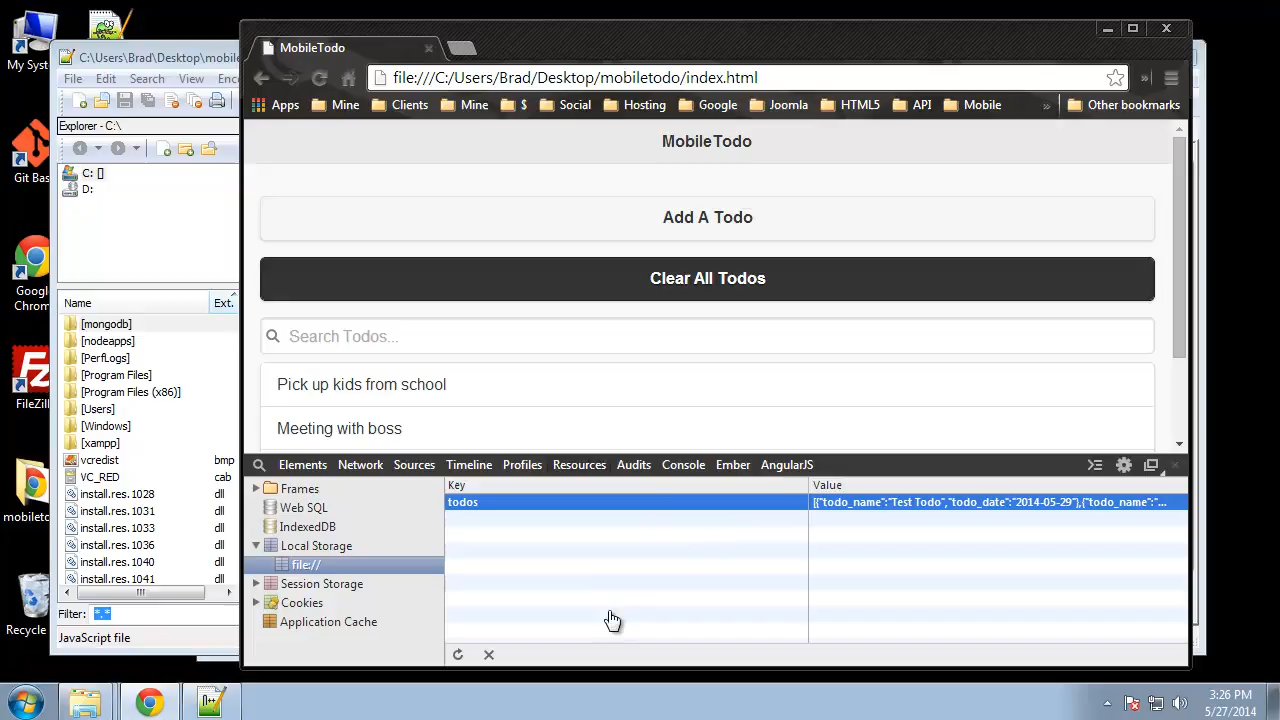 My Sys
Git Bas
Google
Chrom
FileZill
mobilet
Recycle
C:\Users\Brad\Desktop\mobile
File Edit Search View Enc
Explorer - C:\
C: []
D:
Name Ext.
[mongodb]
[nodeapps]
[PerfLogs]
[Program Files]
[Program Files (x86)]
[Users]
[Windows]
[xampp]
vcredist bmp
VC_RED cab
install.res.1028 dll
install.res.1031 dll
install.res.1033 dll
install.res.1036 dll
install.res.1040 dll
install.res.1041 dll
Filter: *.*
JavaScript file
MobileTodo
file:///C:/Users/Brad/Desktop/mobiletodo/index.html
Apps Mine Clients Mine $ Social Hosting Google Joomla HTML5 API Mobile » Other bookmarks
MobileTodo
Add A Todo
Clear All Todos
Search Todos...
Pick up kids from school
Meeting with boss
Elements Network Sources Timeline Profiles Resources Audits Console Ember AngularJS
Frames
Web SQL
IndexedDB
Local Storage
file://
Session Storage
Cookies
Application Cache
Key Value
todos [{"todo_name":"Test Todo","todo_date":"2014-05-29"},{"todo_name":"...
3:26 PM
5/27/2014